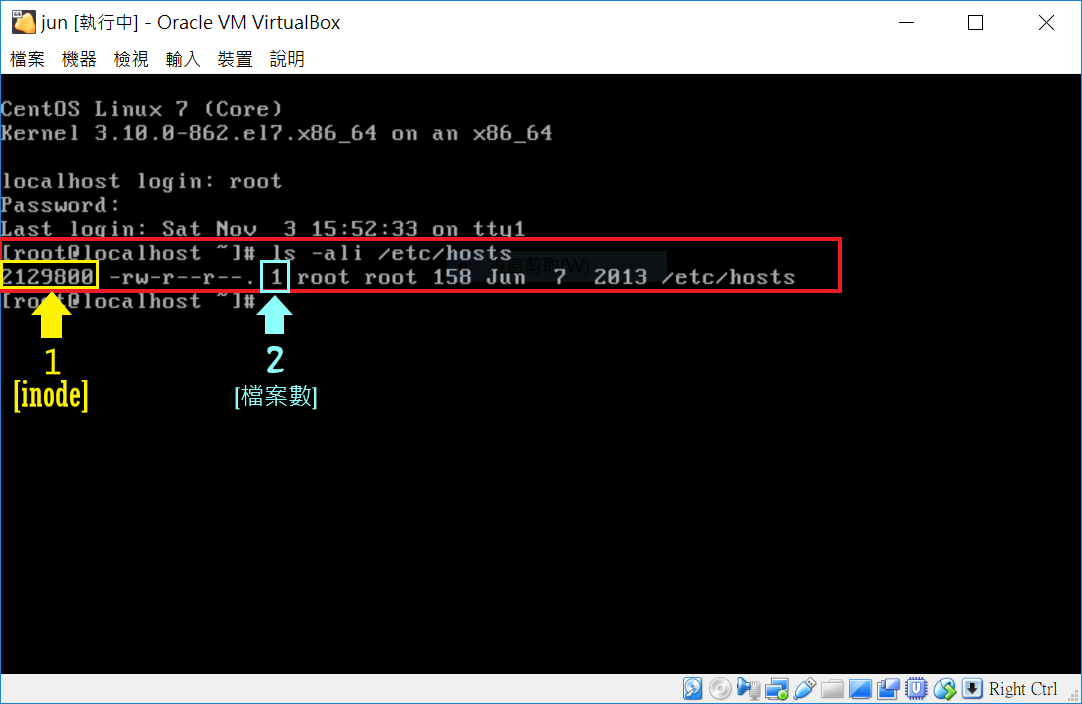 jun [執行中] - Oracle VM VirtualBox
檔案 機器 檢視 輸入 裝置 說明
CentOS Linux 7 (Core)
Kernel 3.10.0-862.el7.x86_64 on an x86_64
localhost login: root
Password:
Last login: Sat Nov  3 15:52:33 on tty1
[root@localhost ~]# ls -ali /etc/hosts
2129800 -rw-r--r--. 1 root root 158 Jun  7  2013 /etc/hosts
[root@localhost ~]#
1
[inode]
2
[檔案數]
Right Ctrl